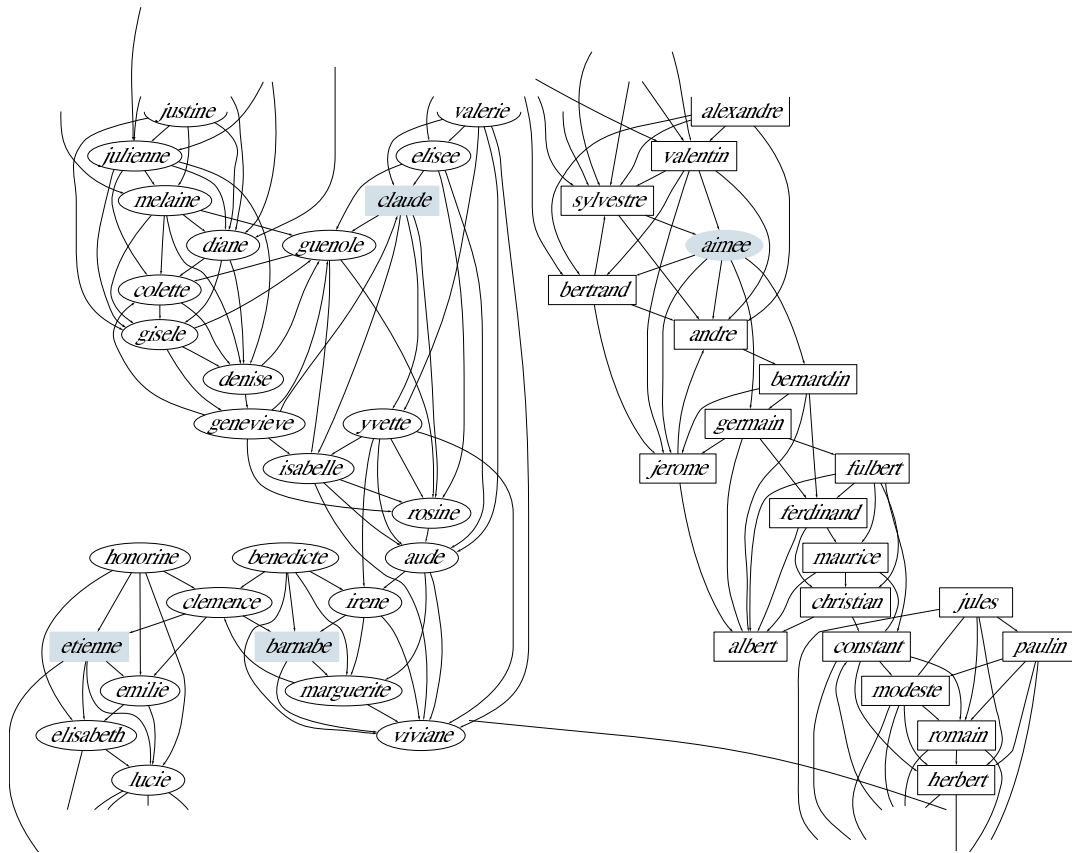 justine
valerie
alexandre
julienne
elisee
valentin
melaine
claude
sylvestre
diane
guenole
aimee
colette
bertrand
gisele
andre
denise
bernardin
genevieve
yvette
germain
isabelle
jerome
fulbert
rosine
ferdinand
honorine
benedicte
aude
maurice
clemence
irene
christian
jules
etienne
barnabe
albert
constant
paulin
emilie
marguerite
modeste
elisabeth
viviane
romain
lucie
herbert